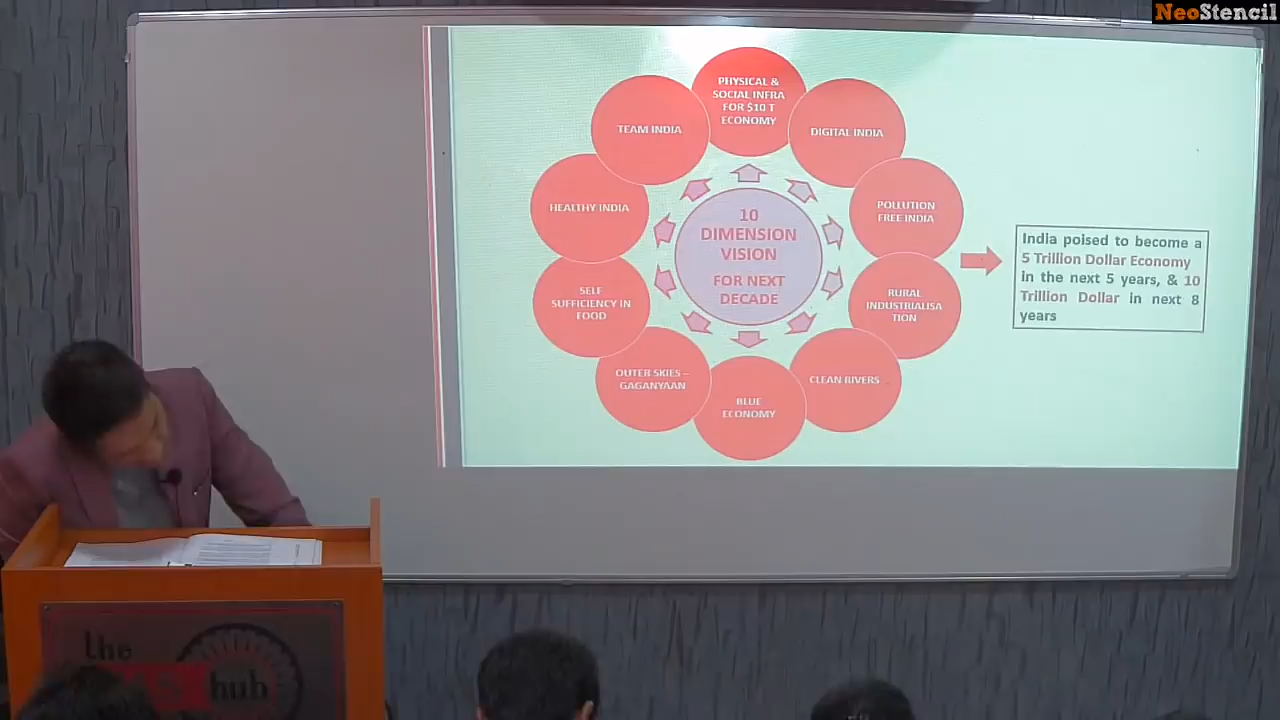 NeoStencil
PHYSICAL &
SOCIAL INFRA
FOR $10 T
ECONOMY
DIGITAL INDIA
POLLUTION
FREE INDIA
RURAL
INDUSTRIALISA
TION
CLEAN RIVERS
BLUE
ECONOMY
OUTER SKIES –
GAGANYAAN
SELF
SUFFICIENCY IN
FOOD
HEALTHY INDIA
TEAM INDIA
10
DIMENSION
VISION
FOR NEXT
DECADE
India poised to become a
5 Trillion Dollar Economy
in the next 5 years, & 10
Trillion Dollar in next 8
years
the
hub